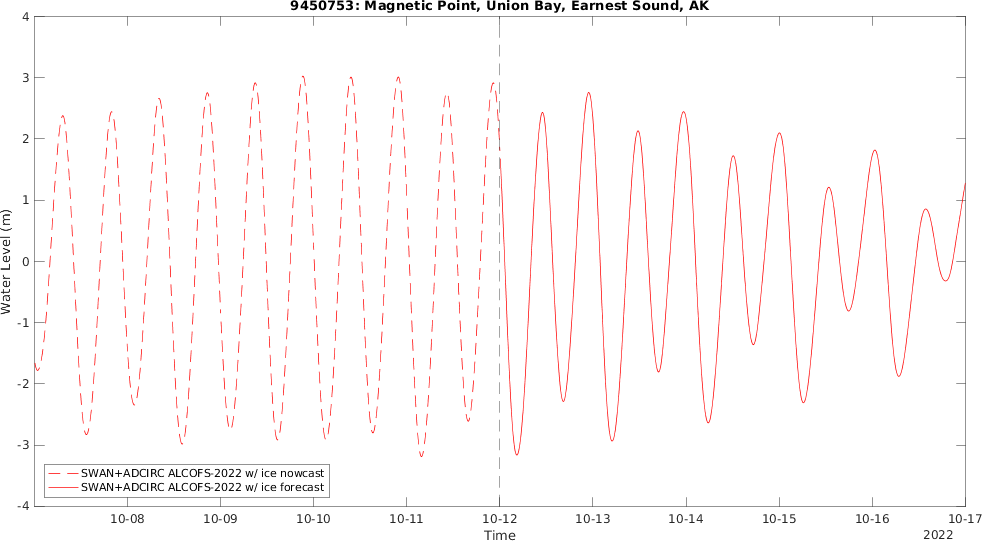 9450753: Magnetic Point, Union Bay, Earnest Sound, AK
Water Level (m)
4
3
2
1
0
-1
-2
-3
-4
SWAN+ADCIRC ALCOFS-2022 w/ ice nowcast
SWAN+ADCIRC ALCOFS-2022 w/ ice forecast
10-08 10-09 10-10 10-11 10-12 10-13 10-14 10-15 10-16 10-17
Time
2022